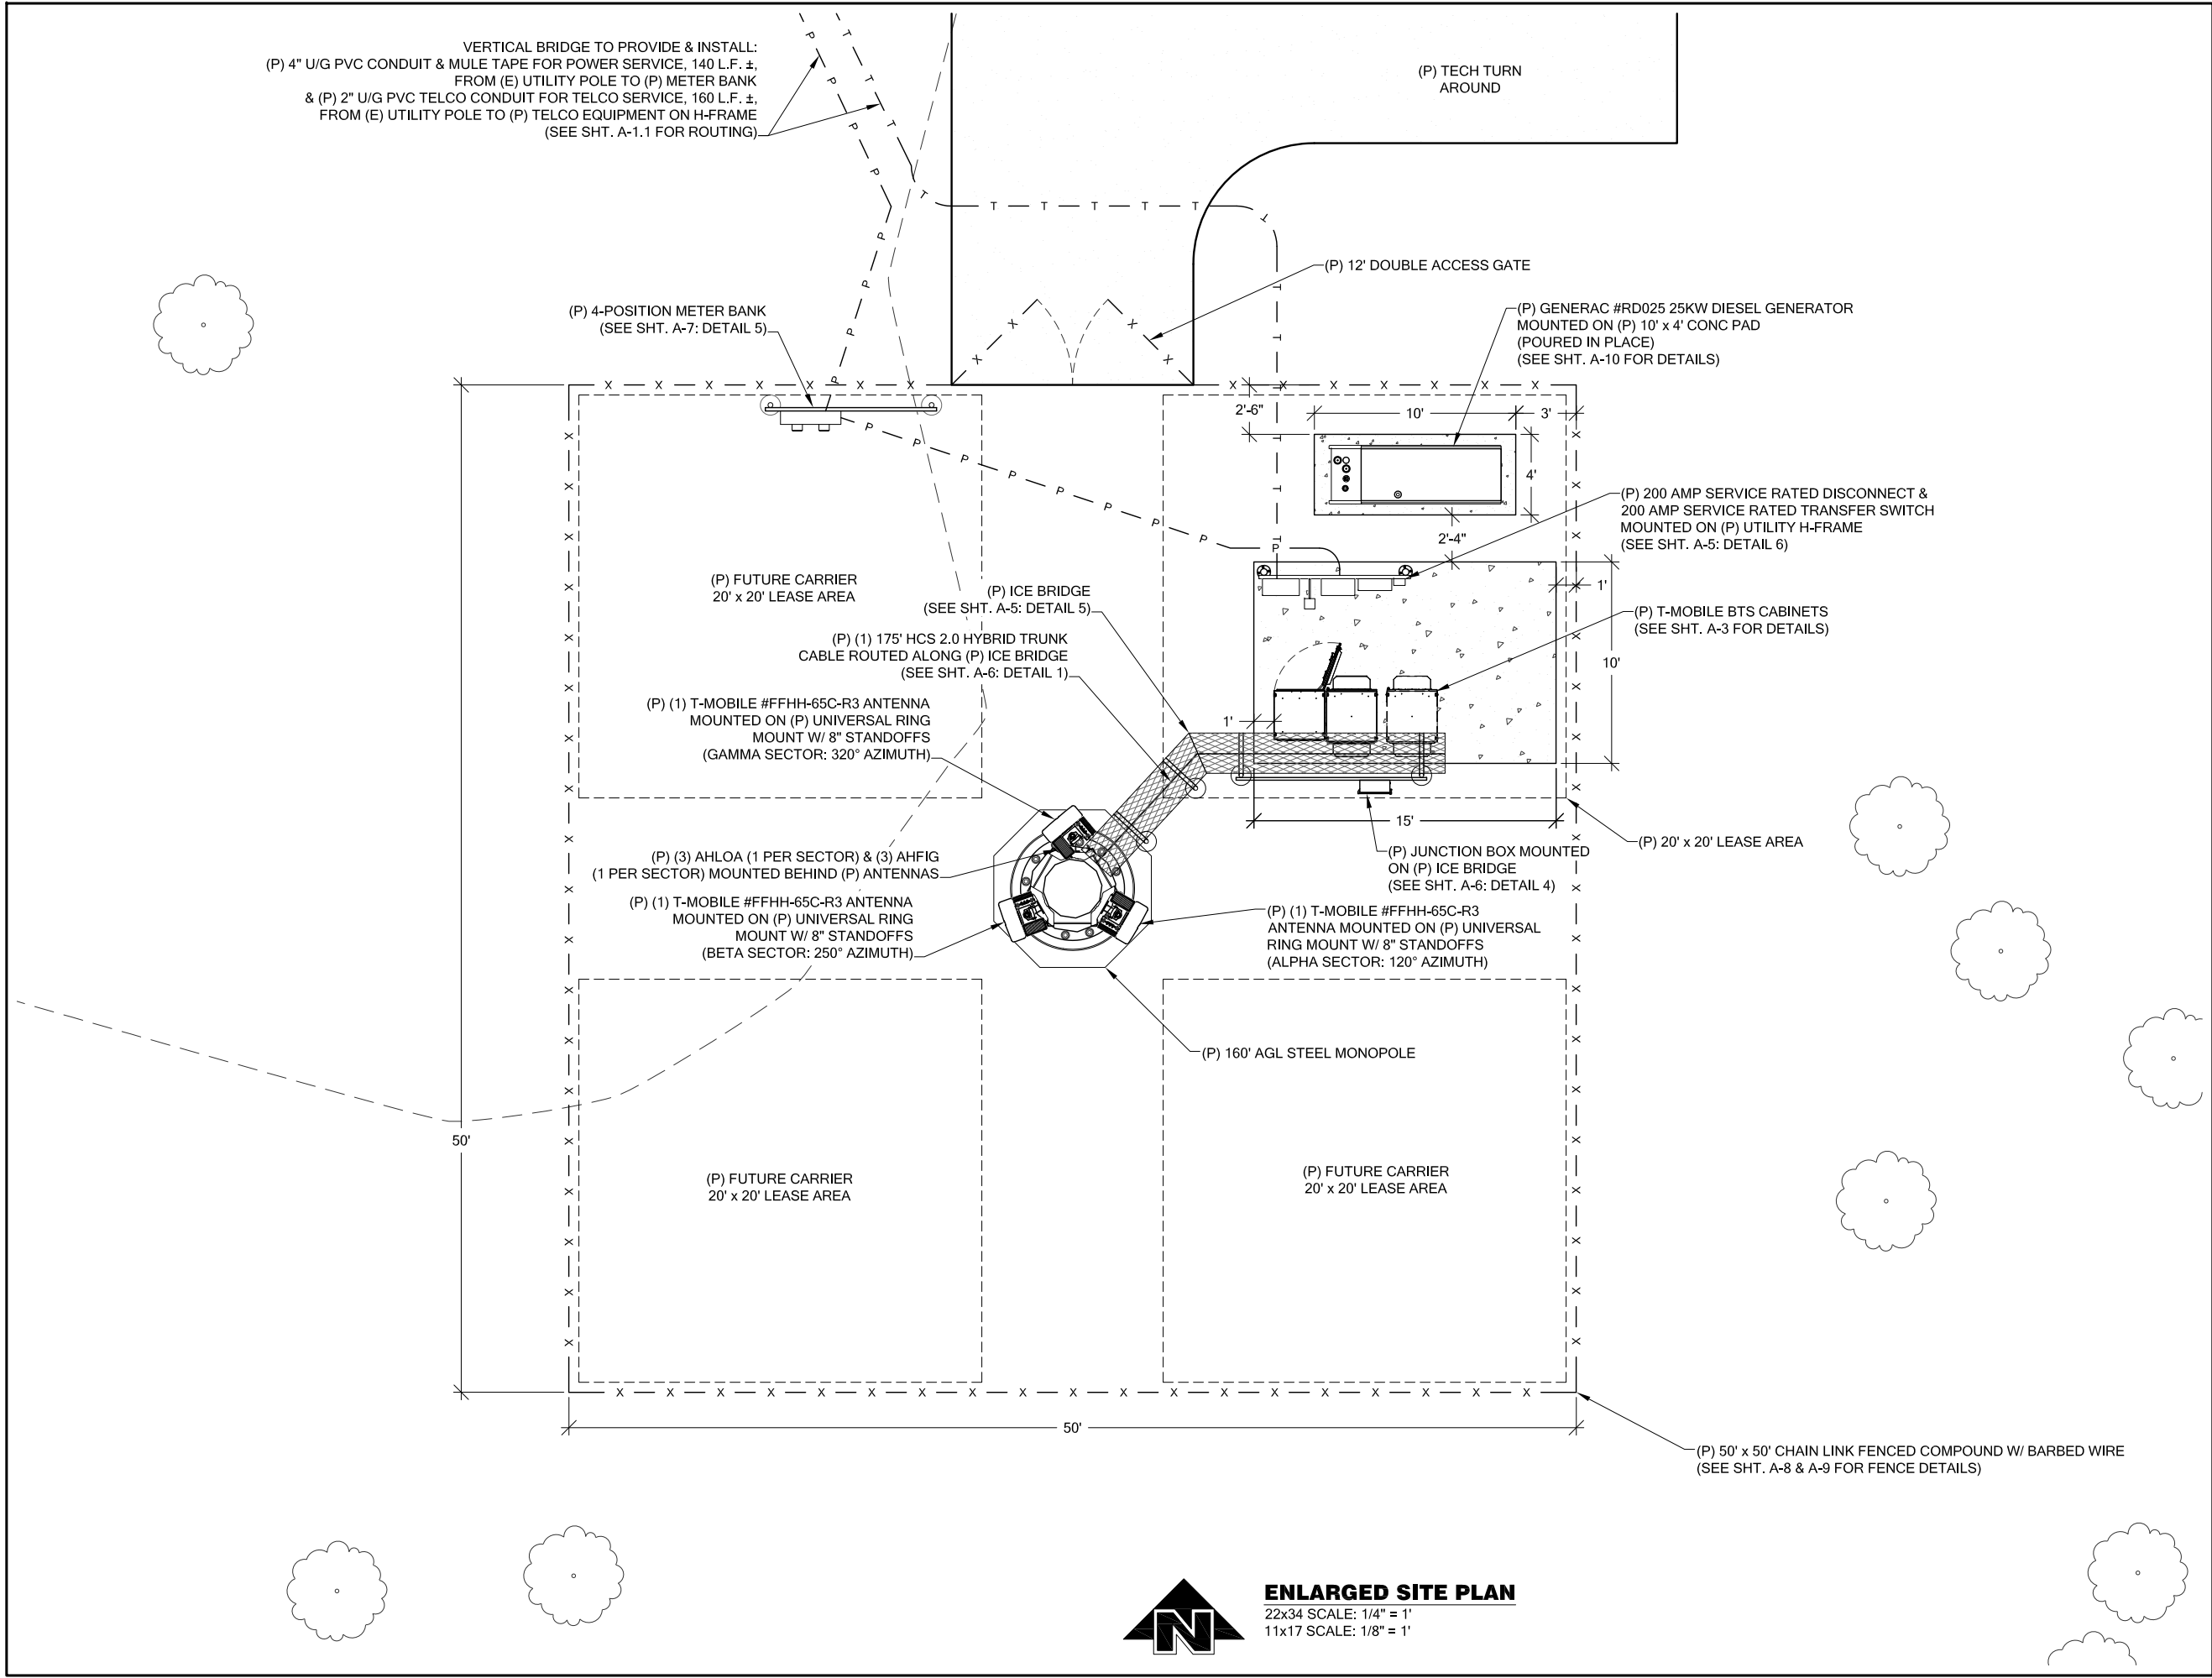 VERTICAL BRIDGE TO PROVIDE & INSTALL:
(P) 4" U/G PVC CONDUIT & MULE TAPE FOR POWER SERVICE, 140 L.F. ±,
FROM (E) UTILITY POLE TO (P) METER BANK
& (P) 2" U/G PVC TELCO CONDUIT FOR TELCO SERVICE, 160 L.F. ±,
FROM (E) UTILITY POLE TO (P) TELCO EQUIPMENT ON H-FRAME
(SEE SHT. A-1.1 FOR ROUTING)
(P) TECH TURN
AROUND
(P) 12' DOUBLE ACCESS GATE
(P) 4-POSITION METER BANK
(SEE SHT. A-7: DETAIL 5)
(P) GENERAC #RD025 25KW DIESEL GENERATOR
MOUNTED ON (P) 10' x 4' CONC PAD
(POURED IN PLACE)
(SEE SHT. A-10 FOR DETAILS)
2'-6"
10'
3'
4'
2'-4"
(P) 200 AMP SERVICE RATED DISCONNECT &
200 AMP SERVICE RATED TRANSFER SWITCH
MOUNTED ON (P) UTILITY H-FRAME
(SEE SHT. A-5: DETAIL 6)
1'
(P) FUTURE CARRIER
20' x 20' LEASE AREA
(P) ICE BRIDGE
(SEE SHT. A-5: DETAIL 5)
(P) T-MOBILE BTS CABINETS
(SEE SHT. A-3 FOR DETAILS)
10'
(P) (1) 175' HCS 2.0 HYBRID TRUNK
CABLE ROUTED ALONG (P) ICE BRIDGE
(SEE SHT. A-6: DETAIL 1)
(P) (1) T-MOBILE #FFHH-65C-R3 ANTENNA
MOUNTED ON (P) UNIVERSAL RING
MOUNT W/ 8" STANDOFFS
(GAMMA SECTOR: 320° AZIMUTH)
1'
15'
(P) 20' x 20' LEASE AREA
(P) JUNCTION BOX MOUNTED
ON (P) ICE BRIDGE
(SEE SHT. A-6: DETAIL 4)
(P) (3) AHLOA (1 PER SECTOR) & (3) AHFIG
(1 PER SECTOR) MOUNTED BEHIND (P) ANTENNAS
(P) (1) T-MOBILE #FFHH-65C-R3 ANTENNA
MOUNTED ON (P) UNIVERSAL RING
MOUNT W/ 8" STANDOFFS
(BETA SECTOR: 250° AZIMUTH)
(P) (1) T-MOBILE #FFHH-65C-R3
ANTENNA MOUNTED ON (P) UNIVERSAL
RING MOUNT W/ 8" STANDOFFS
(ALPHA SECTOR: 120° AZIMUTH)
(P) 160' AGL STEEL MONOPOLE
50'
(P) FUTURE CARRIER
20' x 20' LEASE AREA
(P) FUTURE CARRIER
20' x 20' LEASE AREA
50'
(P) 50' x 50' CHAIN LINK FENCED COMPOUND W/ BARBED WIRE
(SEE SHT. A-8 & A-9 FOR FENCE DETAILS)
N
ENLARGED SITE PLAN
22x34 SCALE: 1/4" = 1'
11x17 SCALE: 1/8" = 1'